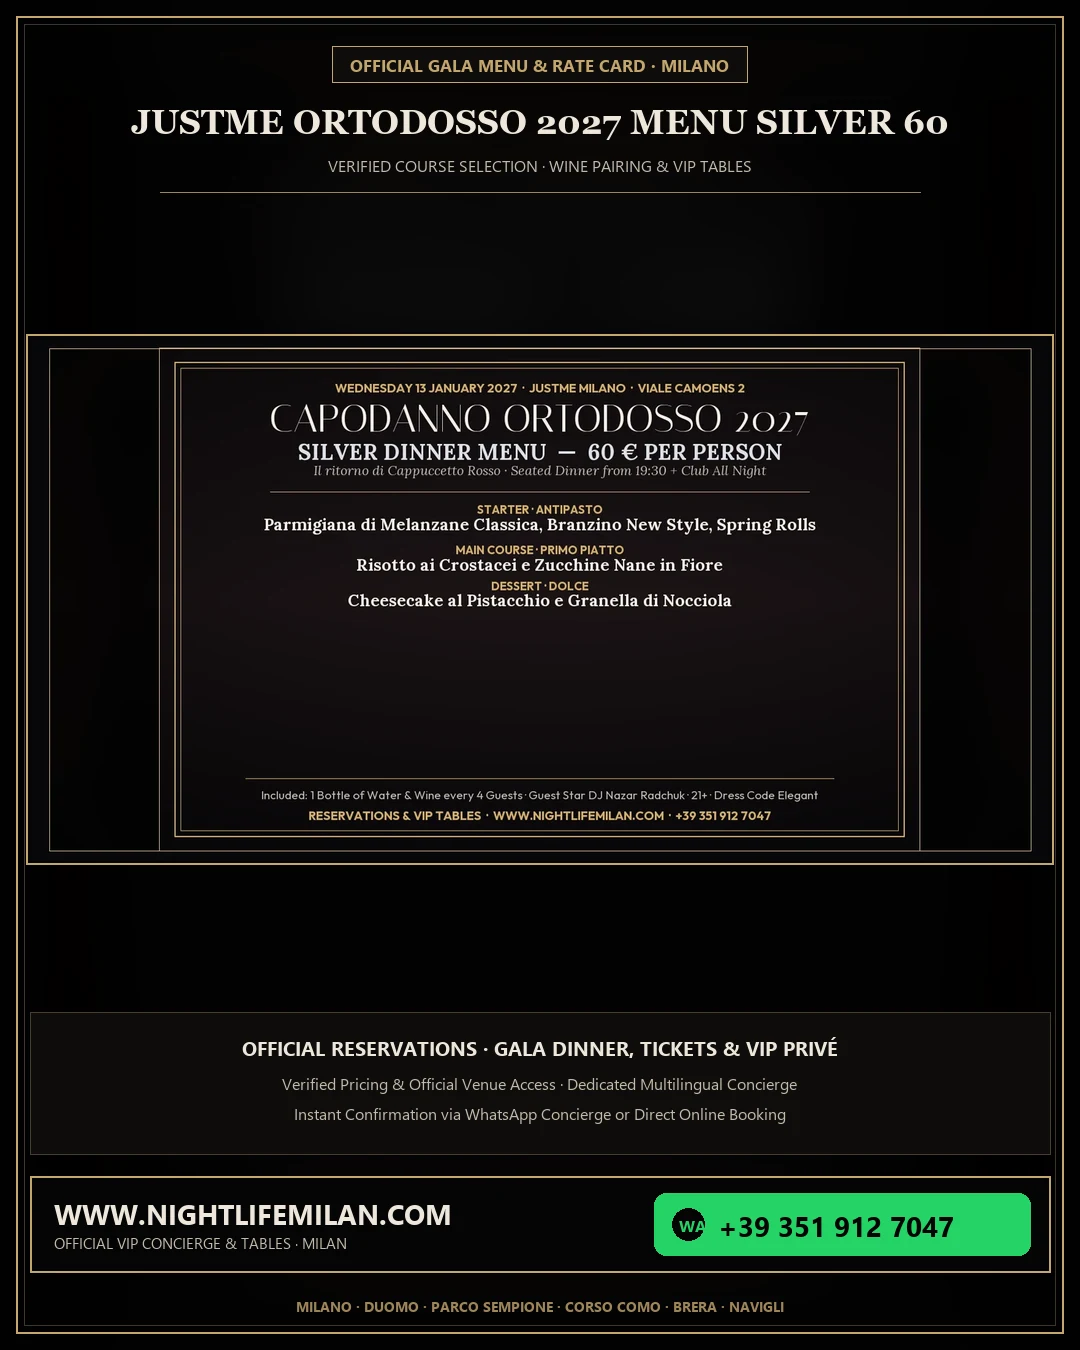 OFFICIAL GALA MENU & RATE CARD · MILANO
JUSTME ORTODOSSO 2027 MENU SILVER 60
VERIFIED COURSE SELECTION · WINE PAIRING & VIP TABLES
WEDNESDAY 13 JANUARY 2027 · JUSTME MILANO · VIALE CAMOENS 2
CAPODANNO ORTODOSSO 2027
SILVER DINNER MENU — 60 € PER PERSON
Il ritorno di Cappuccetto Rosso · Seated Dinner from 19:30 + Club All Night
STARTER · ANTIPASTO
Parmigiana di Melanzane Classica, Branzino New Style, Spring Rolls
MAIN COURSE · PRIMO PIATTO
Risotto ai Crostacei e Zucchine Nane in Fiore
DESSERT · DOLCE
Cheesecake al Pistacchio e Granella di Nocciola
Included: 1 Bottle of Water & Wine every 4 Guests · Guest Star DJ Nazar Radchuk · 21+ · Dress Code Elegant
RESERVATIONS & VIP TABLES · WWW.NIGHTLIFEMILAN.COM · +39 351 912 7047
OFFICIAL RESERVATIONS · GALA DINNER, TICKETS & VIP PRIVÉ
Verified Pricing & Official Venue Access · Dedicated Multilingual Concierge
Instant Confirmation via WhatsApp Concierge or Direct Online Booking
WWW.NIGHTLIFEMILAN.COM
OFFICIAL VIP CONCIERGE & TABLES · MILAN
WA +39 351 912 7047
MILANO · DUOMO · PARCO SEMPIONE · CORSO COMO · BRERA · NAVIGLI